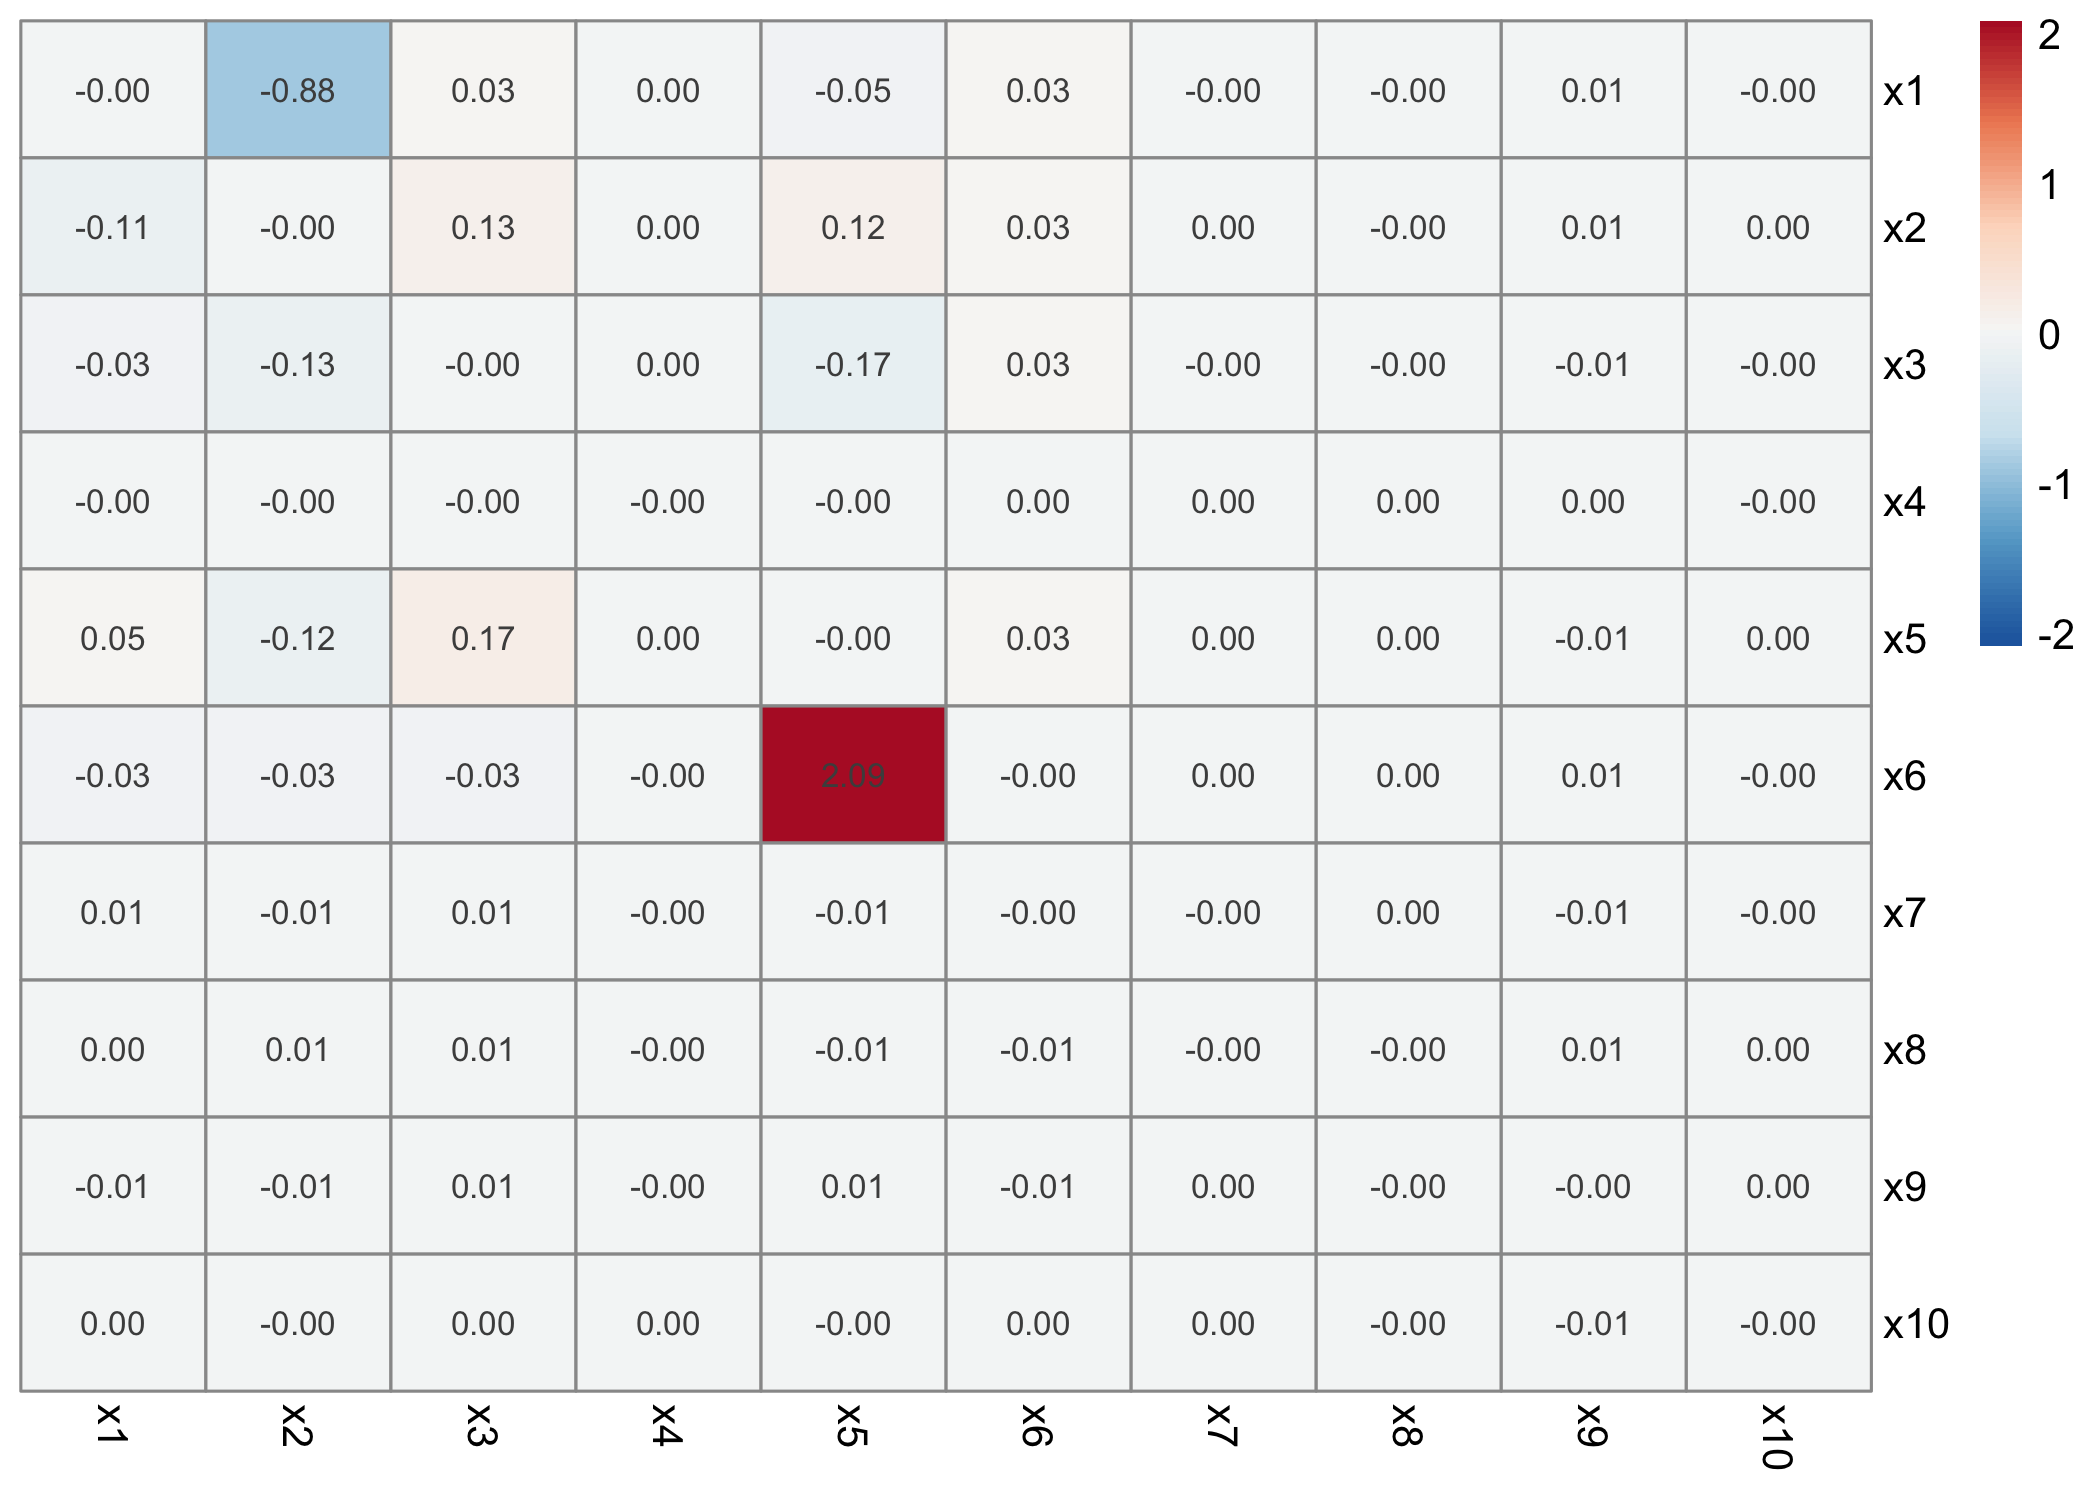 -0.00 -0.88 0.03 0.00 -0.05 0.03 -0.00 -0.00 0.01 -0.00 x1
-0.11 -0.00 0.13 0.00 0.12 0.03 0.00 -0.00 0.01 0.00 x2
-0.03 -0.13 -0.00 0.00 -0.17 0.03 -0.00 -0.00 -0.01 -0.00 x3
-0.00 -0.00 -0.00 -0.00 -0.00 0.00 0.00 0.00 0.00 -0.00 x4
0.05 -0.12 0.17 0.00 -0.00 0.03 0.00 0.00 -0.01 0.00 x5
-0.03 -0.03 -0.03 -0.00 2.09 -0.00 0.00 0.00 0.01 -0.00 x6
0.01 -0.01 0.01 -0.00 -0.01 -0.00 -0.00 0.00 -0.01 -0.00 x7
0.00 0.01 0.01 -0.00 -0.01 -0.01 -0.00 -0.00 0.01 0.00 x8
-0.01 -0.01 0.01 -0.00 0.01 -0.01 0.00 -0.00 -0.00 0.00 x9
0.00 -0.00 0.00 0.00 -0.00 0.00 0.00 -0.00 -0.01 -0.00 x10
x1 x2 x3 x4 x5 x6 x7 x8 x9 x10
2
1
0
-1
-2